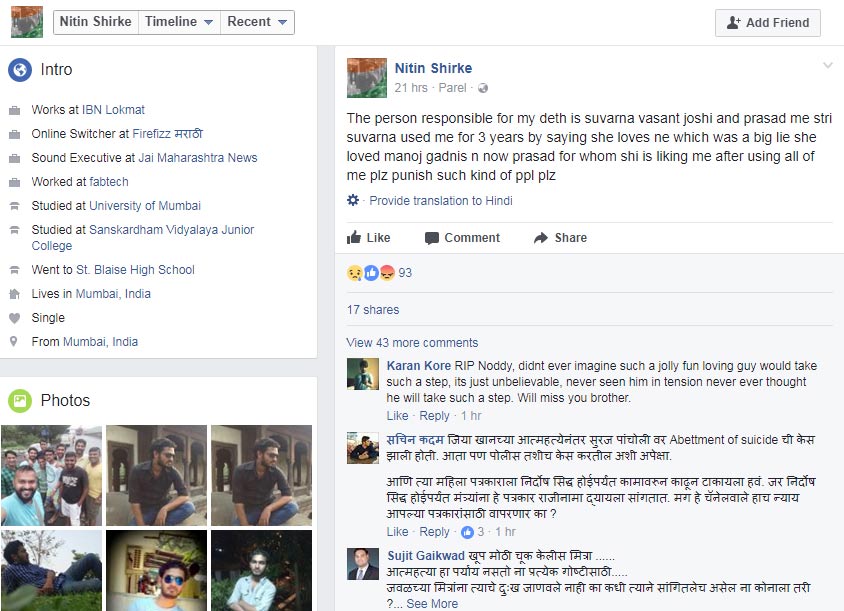 Nitin Shirke Timeline Recent
Add Friend
Intro
Works at IBN Lokmat
Online Switcher at Firefizz मराठी
Sound Executive at Jai Maharashtra News
Worked at fabtech
Studied at University of Mumbai
Studied at Sanskardham Vidyalaya Junior
College
Went to St. Blaise High School
Lives in Mumbai, India
Single
From Mumbai, India
Photos
Nitin Shirke
21 hrs · Parel ·
The person responsible for my deth is suvarna vasant joshi and prasad me stri
suvarna used me for 3 years by saying she loves ne which was a big lie she
loved manoj gadnis n now prasad for whom shi is liking me after using all of
me plz punish such kind of ppl plz
· Provide translation to Hindi
Like Comment Share
93
17 shares
View 43 more comments
Karan Kore RIP Noddy, didnt ever imagine such a jolly fun loving guy would take
such a step, its just unbelievable, never seen him in tension never ever thought
he will take such a step. Will miss you brother.
Like · Reply · 1 hr
सचिन कदम जिया खानच्या आत्महत्येनंतर सुरज पांचोली वर Abettment of suicide ची केस
झाली होती. आता पण पोलीस तशीच केस करतील अशी अपेक्षा.
आणि त्या महिला पत्रकाराला निर्दोष सिद्ध होईपर्यंत कामावरुन काढून टाकायला हवं. जर निर्दोष
सिद्ध होईपर्यंत मंत्र्यांना हे पत्रकार राजीनामा द्यायला सांगतात. मग हे चॅनेलवाले हाच न्याय
आपल्या पत्रकारांसाठी वापरणार का ?
Like · Reply · 3 · 1 hr
Sujit Gaikwad खूप मोठी चूक केलीस मित्रा ......
आत्महत्या हा पर्याय नसतो ना प्रत्येक गोष्टीसाठी.....
जवळच्या मित्रांना त्याचे दुःख जाणवले नाही का कधी त्याने सांगितलेच असेल ना कोनाला तरी
?... See More